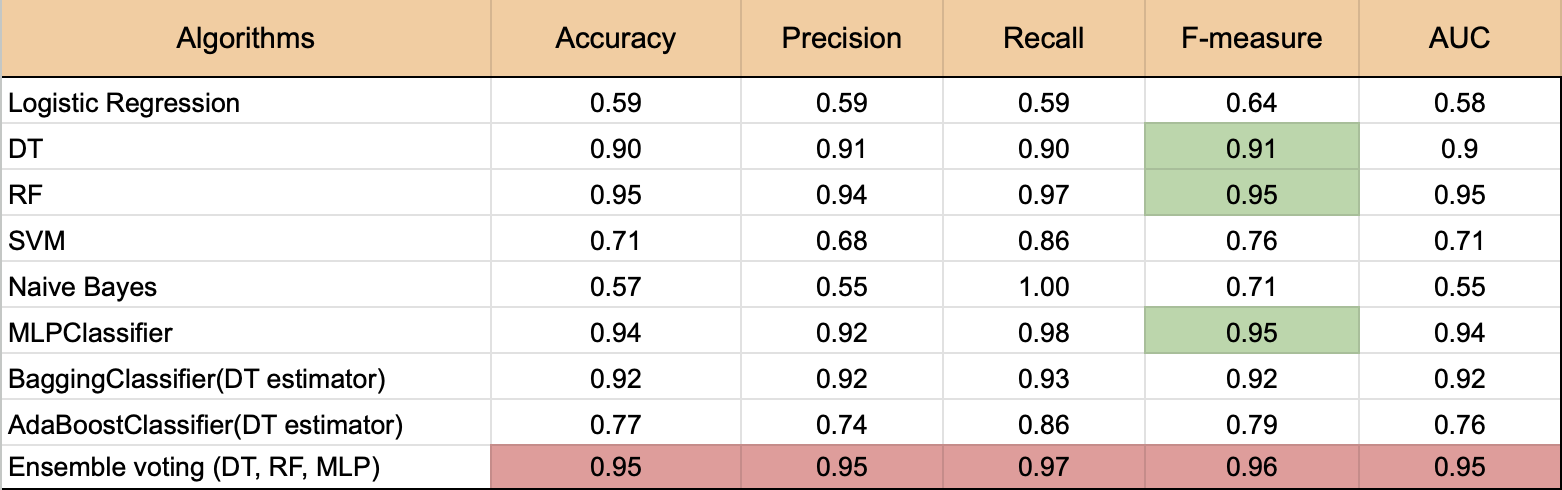 Algorithms Accuracy Precision Recall F-measure AUC
Logistic Regression 0.59 0.59 0.59 0.64 0.58
DT 0.90 0.91 0.90 0.91 0.9
RF 0.95 0.94 0.97 0.95 0.95
SVM 0.71 0.68 0.86 0.76 0.71
Naive Bayes 0.57 0.55 1.00 0.71 0.55
MLPClassifier 0.94 0.92 0.98 0.95 0.94
BaggingClassifier(DT estimator) 0.92 0.92 0.93 0.92 0.92
AdaBoostClassifier(DT estimator) 0.77 0.74 0.86 0.79 0.76
Ensemble voting (DT, RF, MLP) 0.95 0.95 0.97 0.96 0.95